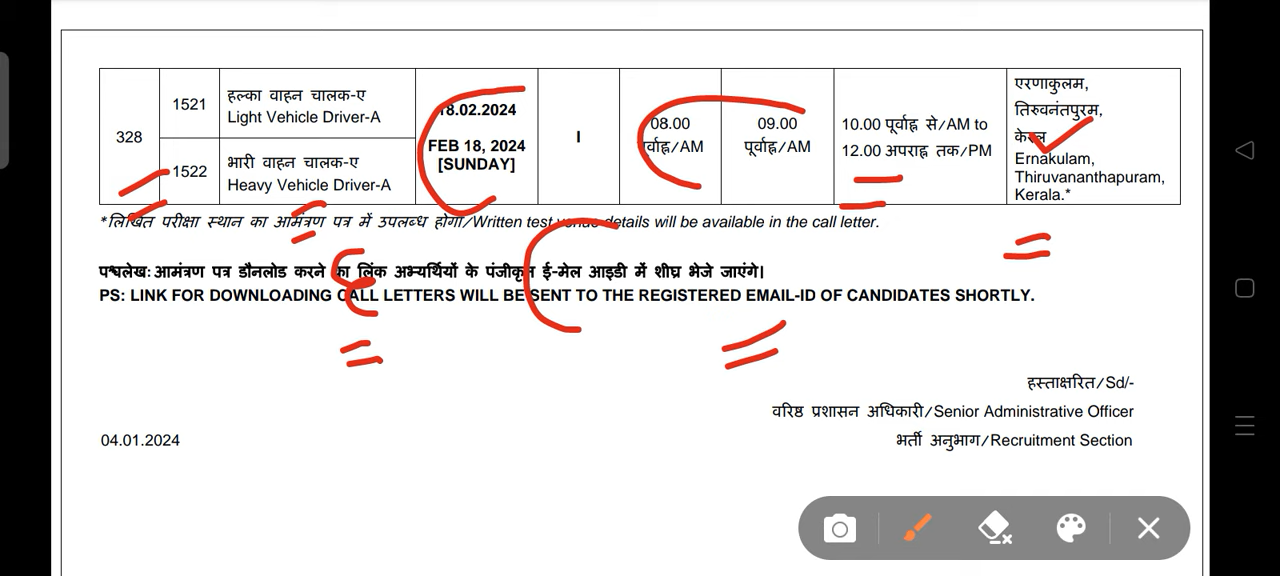 328
1521
हल्का वाहन चालक-ए
Light Vehicle Driver-A
1522
भारी वाहन चालक-ए
Heavy Vehicle Driver-A
18.02.2024
FEB 18, 2024
[SUNDAY]
I
08.00
पूर्वाह्न/AM
09.00
पूर्वाह्न/AM
10.00 पूर्वाह्न से/AM to
12.00 अपराह्न तक/PM
एरणाकुलम,
तिरुवनंतपुरम,
केरल
Ernakulam,
Thiruvananthapuram,
Kerala.*
*लिखित परीक्षा स्थान का आमंत्रण पत्र में उपलब्ध होगा/Written test venue details will be available in the call letter.
पश्चलेख: आमंत्रण पत्र डौनलोड करने का लिंक अभ्यर्थियों के पंजीकृत ई-मेल आइडी में शीघ्र भेजे जाएंगे।
PS: LINK FOR DOWNLOADING CALL LETTERS WILL BE SENT TO THE REGISTERED EMAIL-ID OF CANDIDATES SHORTLY.
हस्ताक्षरित/Sd/-
वरिष्ठ प्रशासन अधिकारी/Senior Administrative Officer
04.01.2024
भर्ती अनुभाग/Recruitment Section